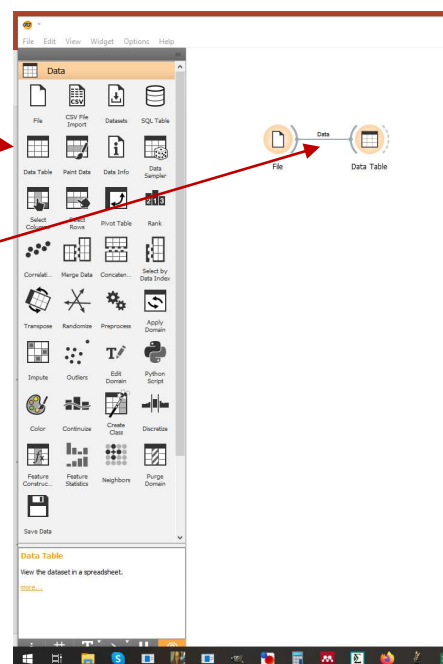 File Edit View Widget Options Help
Data
File CSV File Import Datasets SQL Table
Data Table Paint Data Data Info Data Sampler
Select Columns Select Rows Pivot Table Rank
Correlati... Merge Data Concaten... Select by Data Index
Transpose Randomize Preprocess Apply Domain
Impute Outliers Edit Domain Python Script
Color Continuize Create Class Discretize
Feature Construc... Feature Statistics Neighbors Purge Domain
Save Data
Data Table
View the dataset in a spreadsheet.
more...
Data
File Data Table